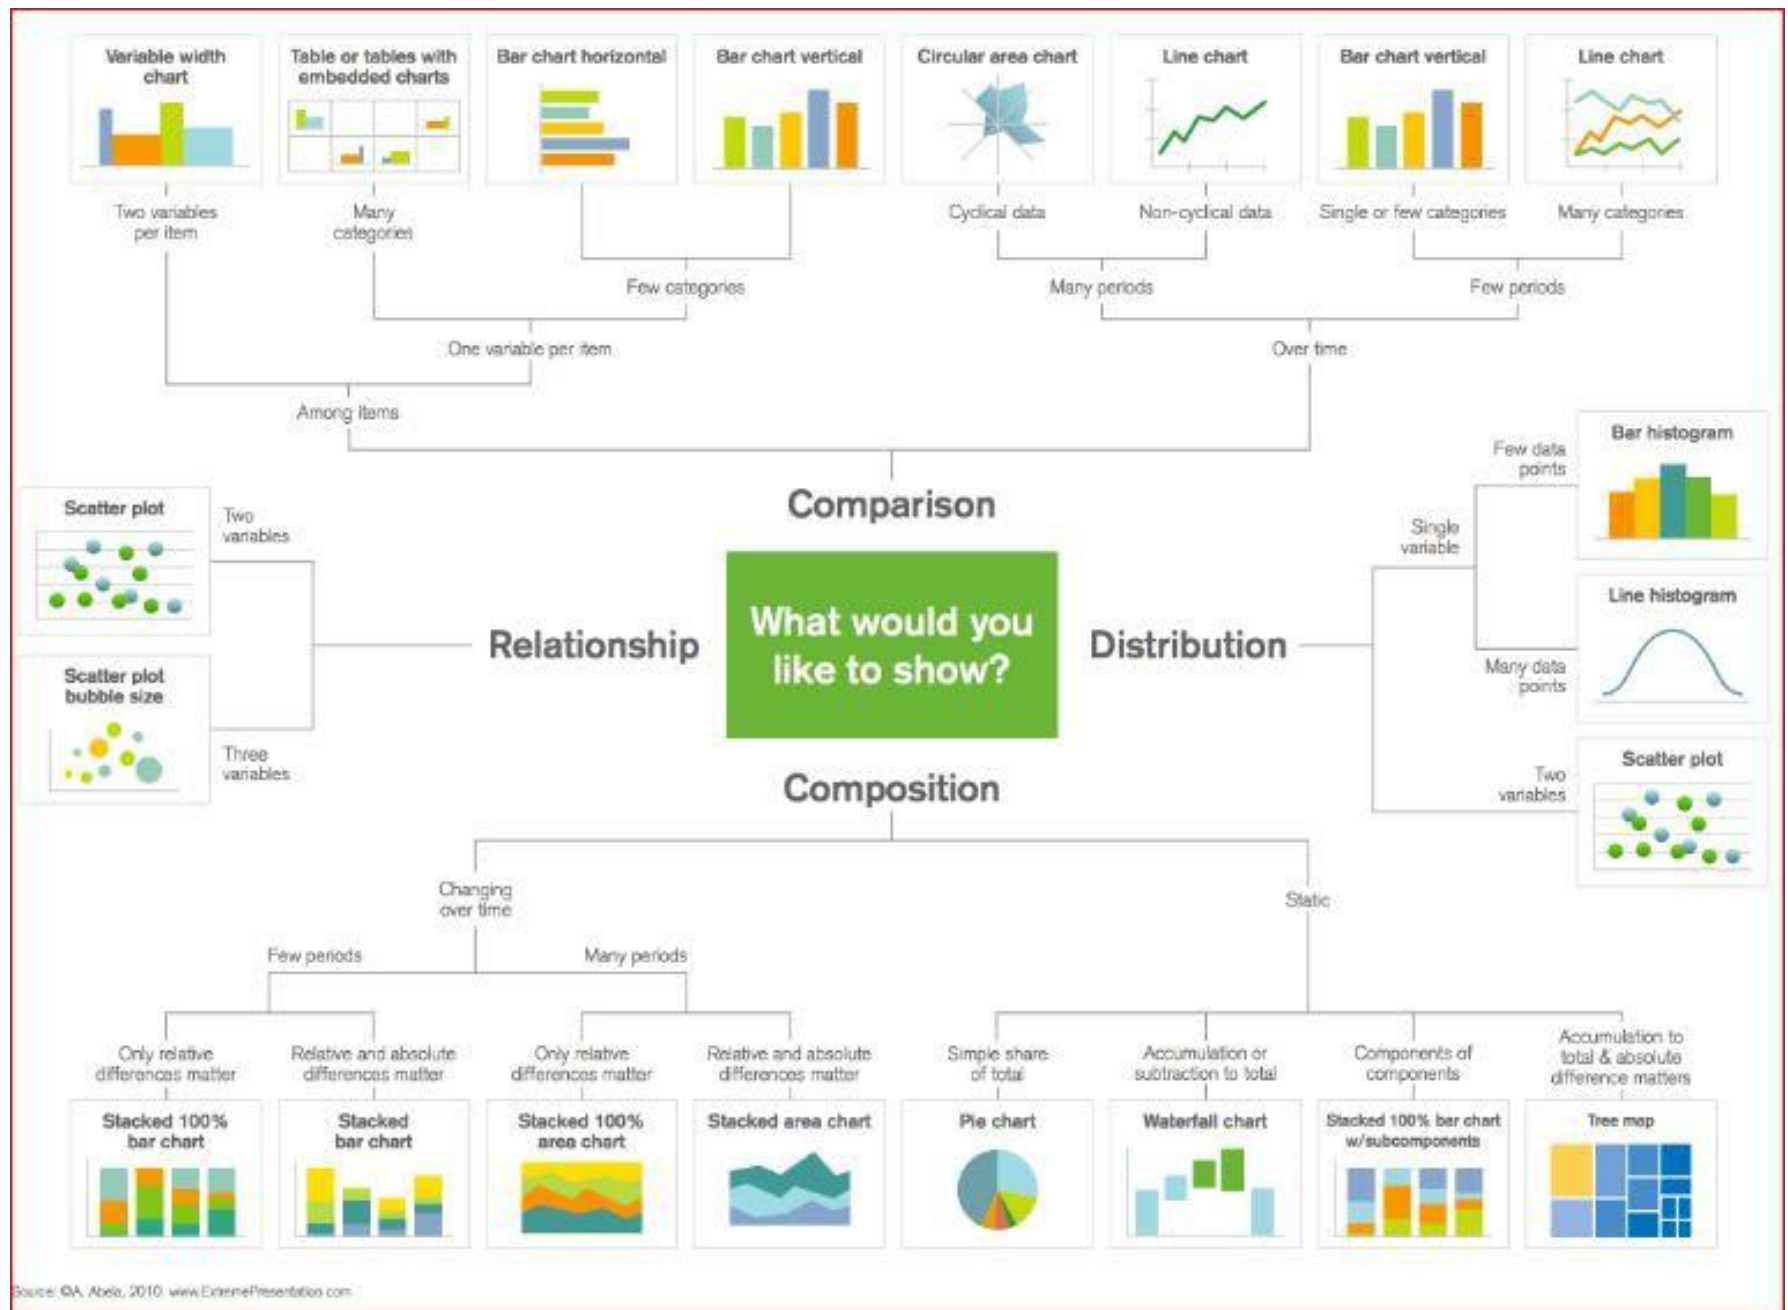 Variable width
chart
Table or tables with
embedded charts
Bar chart horizontal
Bar chart vertical
Circular area chart
Line chart
Bar chart vertical
Line chart
Two variables
per item
Many
categories
Cyclical data
Non-cyclical data
Single or few categories
Many categories
Few categories
Many periods
Few periods
One variable per item
Over time
Among items
Comparison
What would you
like to show?
Relationship
Scatter plot
Two
variables
Scatter plot
bubble size
Three
variables
Distribution
Single
variable
Few data
points
Bar histogram
Many data
points
Line histogram
Two
variables
Scatter plot
Composition
Changing
over time
Static
Few periods
Many periods
Only relative
differences matter
Relative and absolute
differences matter
Only relative
differences matter
Relative and absolute
differences matter
Simple share
of total
Accumulation or
subtraction to total
Components of
components
Accumulation to
total & absolute
difference matters
Stacked 100%
bar chart
Stacked
bar chart
Stacked 100%
area chart
Stacked area chart
Pie chart
Waterfall chart
Stacked 100% bar chart
w/subcomponents
Tree map
Source: ©A. Abela, 2010. www.ExtremePresentation.com